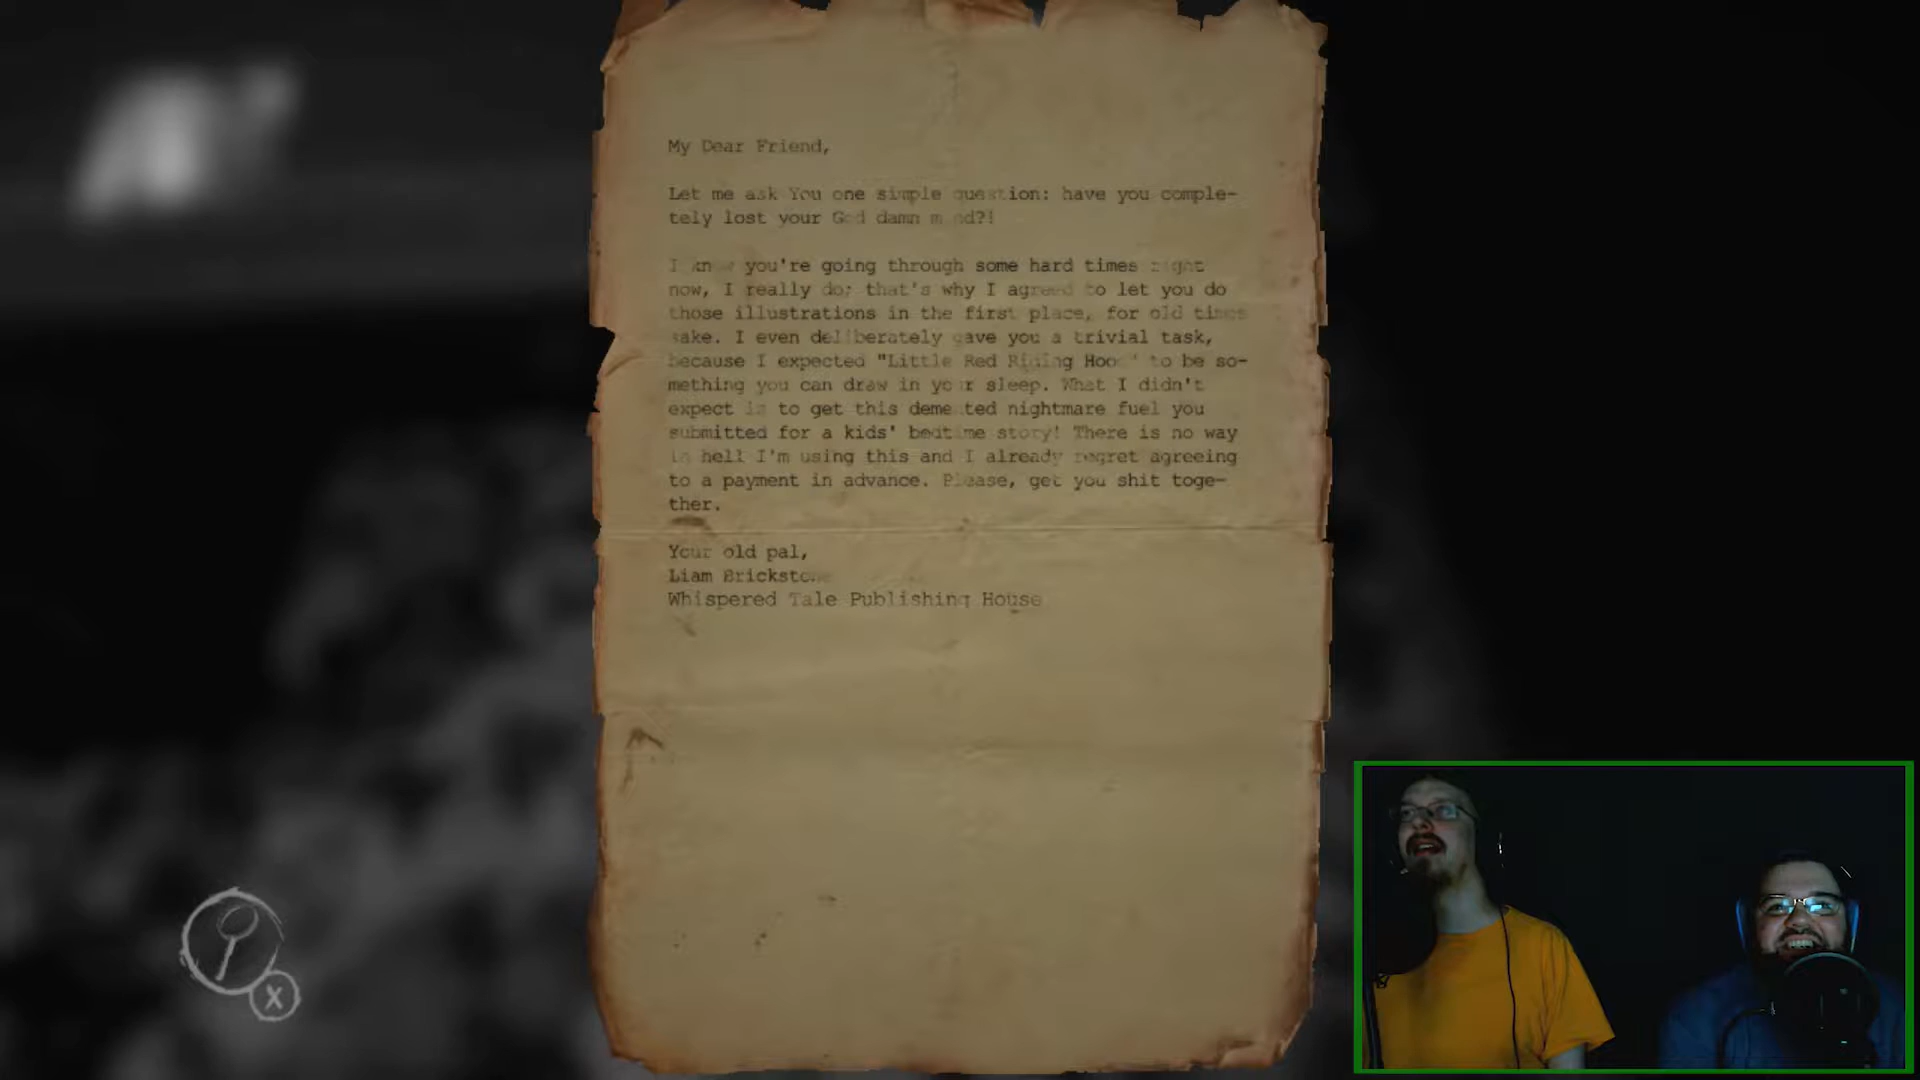 My Dear Friend,
Let me ask You one simple question: have you comple-
tely lost your God damn mind?!
I know you're going through some hard times right
now, I really do; that's why I agreed to let you do
those illustrations in the first place, for old times
sake. I even deliberately gave you a trivial task,
because I expected "Little Red Riding Hood" to be so-
mething you can draw in your sleep. What I didn't
expect is to get this demented nightmare fuel you
submitted for a kids' bedtime story! There is no way
in hell I'm using this and I already regret agreeing
to a payment in advance. Please, get you shit toge-
ther.
Your old pal,
Liam Brickstone
Whispered Tale Publishing House
X